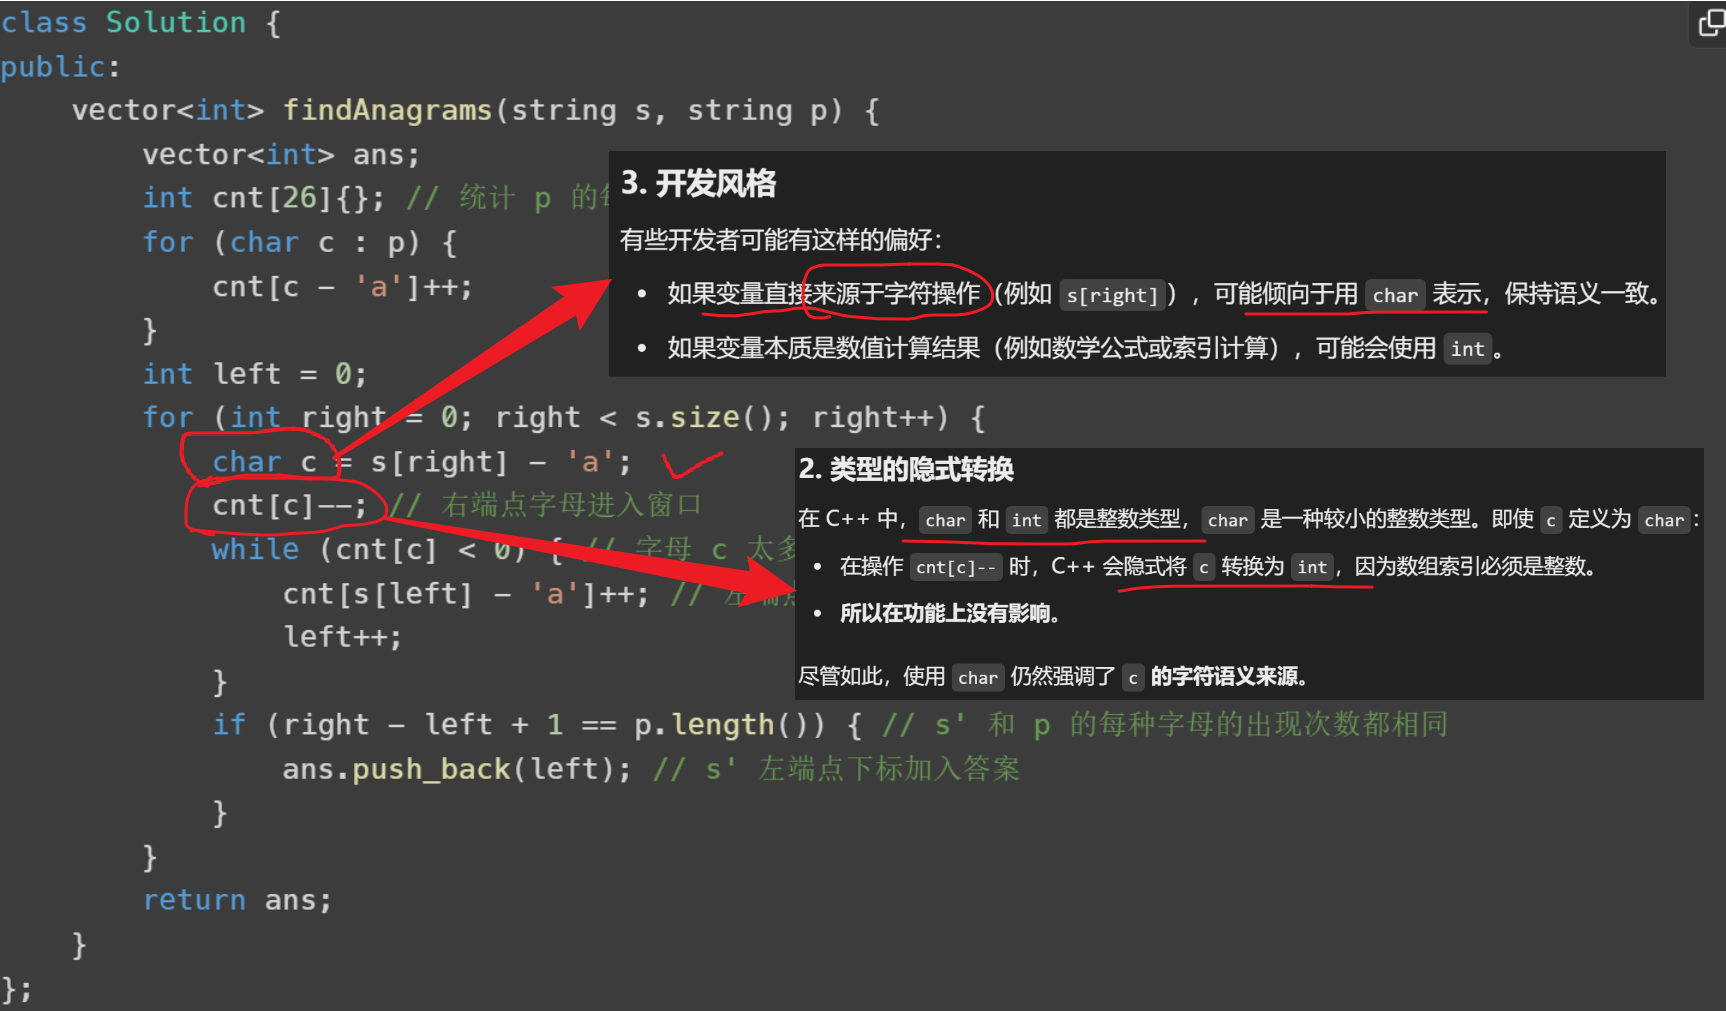 class Solution {
public:
    vector<int> findAnagrams(string s, string p) {
        vector<int> ans;
        int cnt[26]{}; // 统计 p 的
        for (char c : p) {
            cnt[c - 'a']++;
        }
        int left = 0;
        for (int right = 0; right < s.size(); right++) {
            char c = s[right] - 'a';
            cnt[c]--; // 右端点字母进入窗口
            while (cnt[c] < 0) { // 字母 c 太多
                cnt[s[left] - 'a']++; // 左端点
                left++;
            }
            if (right - left + 1 == p.length()) { // s' 和 p 的每种字母的出现次数都相同
                ans.push_back(left); // s' 左端点下标加入答案
            }
        }
        return ans;
    }
};
3. 开发风格
有些开发者可能有这样的偏好：
• 如果变量直接来源于字符操作（例如 s[right]），可能倾向于用 char 表示，保持语义一致。
• 如果变量本质是数值计算结果（例如数学公式或索引计算），可能会使用 int。
2. 类型的隐式转换
在 C++ 中，char 和 int 都是整数类型，char 是一种较小的整数类型。即使 c 定义为 char：
• 在操作 cnt[c]-- 时，C++ 会隐式将 c 转换为 int，因为数组索引必须是整数。
• 所以在功能上没有影响。
尽管如此，使用 char 仍然强调了 c 的字符语义来源。